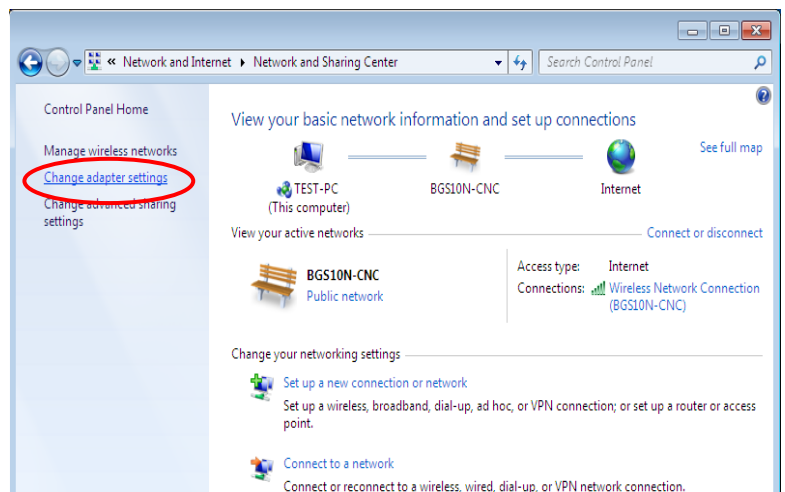 « Network and Internet ▸ Network and Sharing Center
Search Control Panel
Control Panel Home
Manage wireless networks
Change adapter settings
Change advanced sharing
settings
View your basic network information and set up connections
See full map
TEST-PC
(This computer)
BGS10N-CNC
Internet
View your active networks
Connect or disconnect
BGS10N-CNC
Public network
Access type: Internet
Connections: Wireless Network Connection
(BGS10N-CNC)
Change your networking settings
Set up a new connection or network
Set up a wireless, broadband, dial-up, ad hoc, or VPN connection; or set up a router or access
point.
Connect to a network
Connect or reconnect to a wireless, wired, dial-up, or VPN network connection.